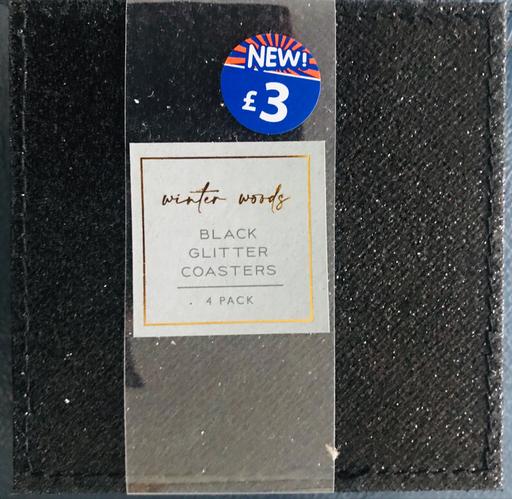 NEW!
£3
winter woods
BLACK
GLITTER
COASTERS
4 PACK